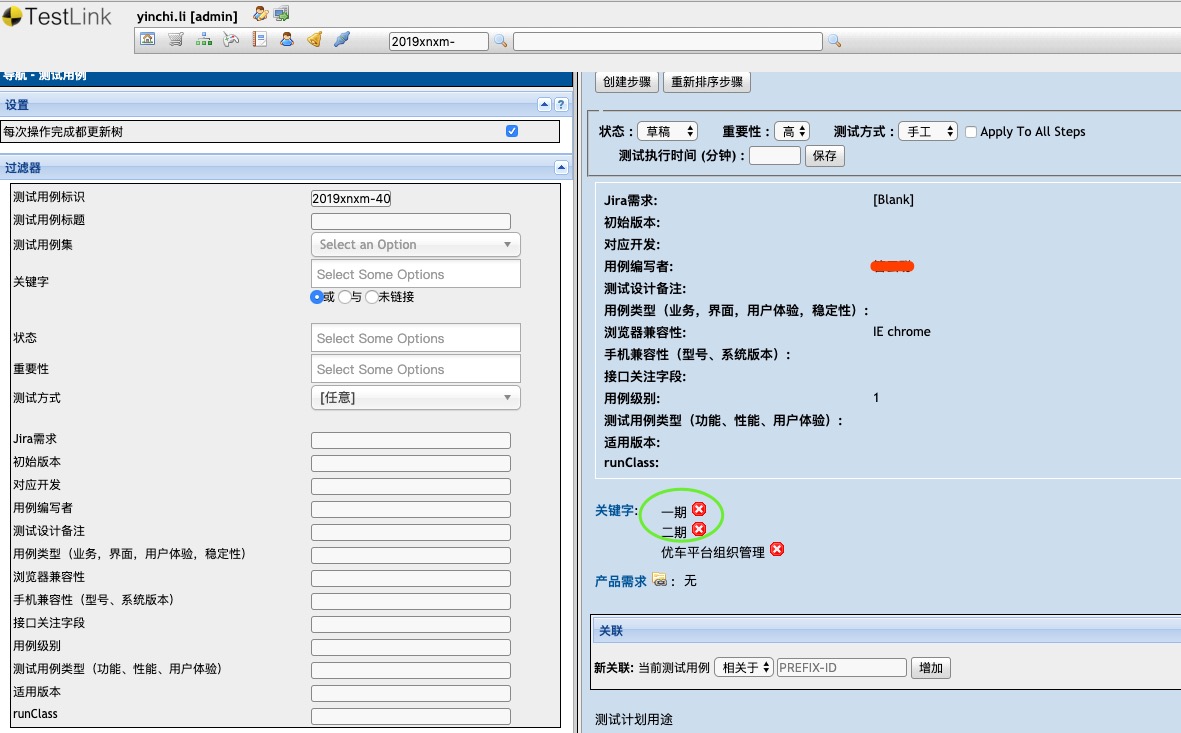 TestLink
yinchi.li [admin]
2019xnxm-
导航 - 测试用例
设置
?
每次操作完成都更新树
过滤器
测试用例标识 2019xnxm-40
测试用例标题
测试用例集 Select an Option
关键字 Select Some Options
或 与 未链接
状态 Select Some Options
重要性 Select Some Options
测试方式 [任意]
Jira需求
初始版本
对应开发
用例编写者
测试设计备注
用例类型（业务，界面，用户体验，稳定性）
浏览器兼容性
手机兼容性（型号、系统版本）
接口关注字段
用例级别
测试用例类型（功能、性能、用户体验）
适用版本
runClass
创建步骤 重新排序步骤
状态 : 草稿 重要性 : 高 测试方式 : 手工 Apply To All Steps
测试执行时间 (分钟) : 保存
Jira需求: [Blank]
初始版本:
对应开发:
用例编写者:
测试设计备注:
用例类型（业务，界面，用户体验，稳定性）:
浏览器兼容性: IE chrome
手机兼容性（型号、系统版本）:
接口关注字段:
用例级别: 1
测试用例类型（功能、性能、用户体验）:
适用版本:
runClass:
关键字: 一期
二期
优车平台组织管理
产品需求 : 无
关联
新关联: 当前测试用例 相关于 PREFIX-ID 增加
测试计划用途